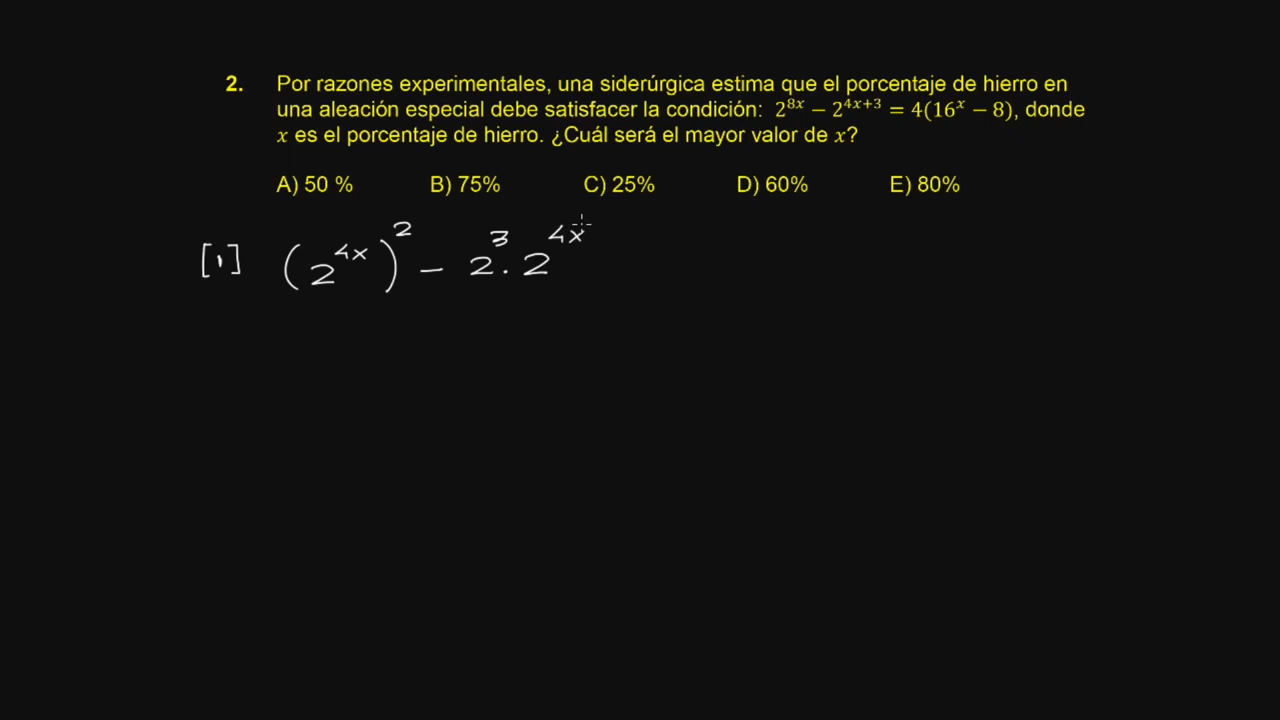 2. Por razones experimentales, una siderúrgica estima que el porcentaje de hierro en
una aleación especial debe satisfacer la condición: 2^{8x} − 2^{4x+3} = 4(16^x − 8), donde
x es el porcentaje de hierro. ¿Cuál será el mayor valor de x?
A) 50 % B) 75% C) 25% D) 60% E) 80%
[1] (2^{4x})^2 − 2^3 . 2^{4x}